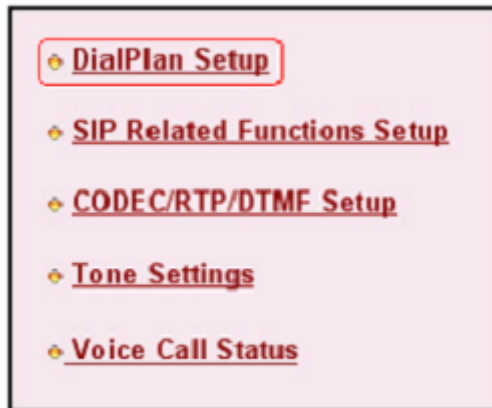 DialPlan Setup
SIP Related Functions Setup
CODEC/RTP/DTMF Setup
Tone Settings
Voice Call Status